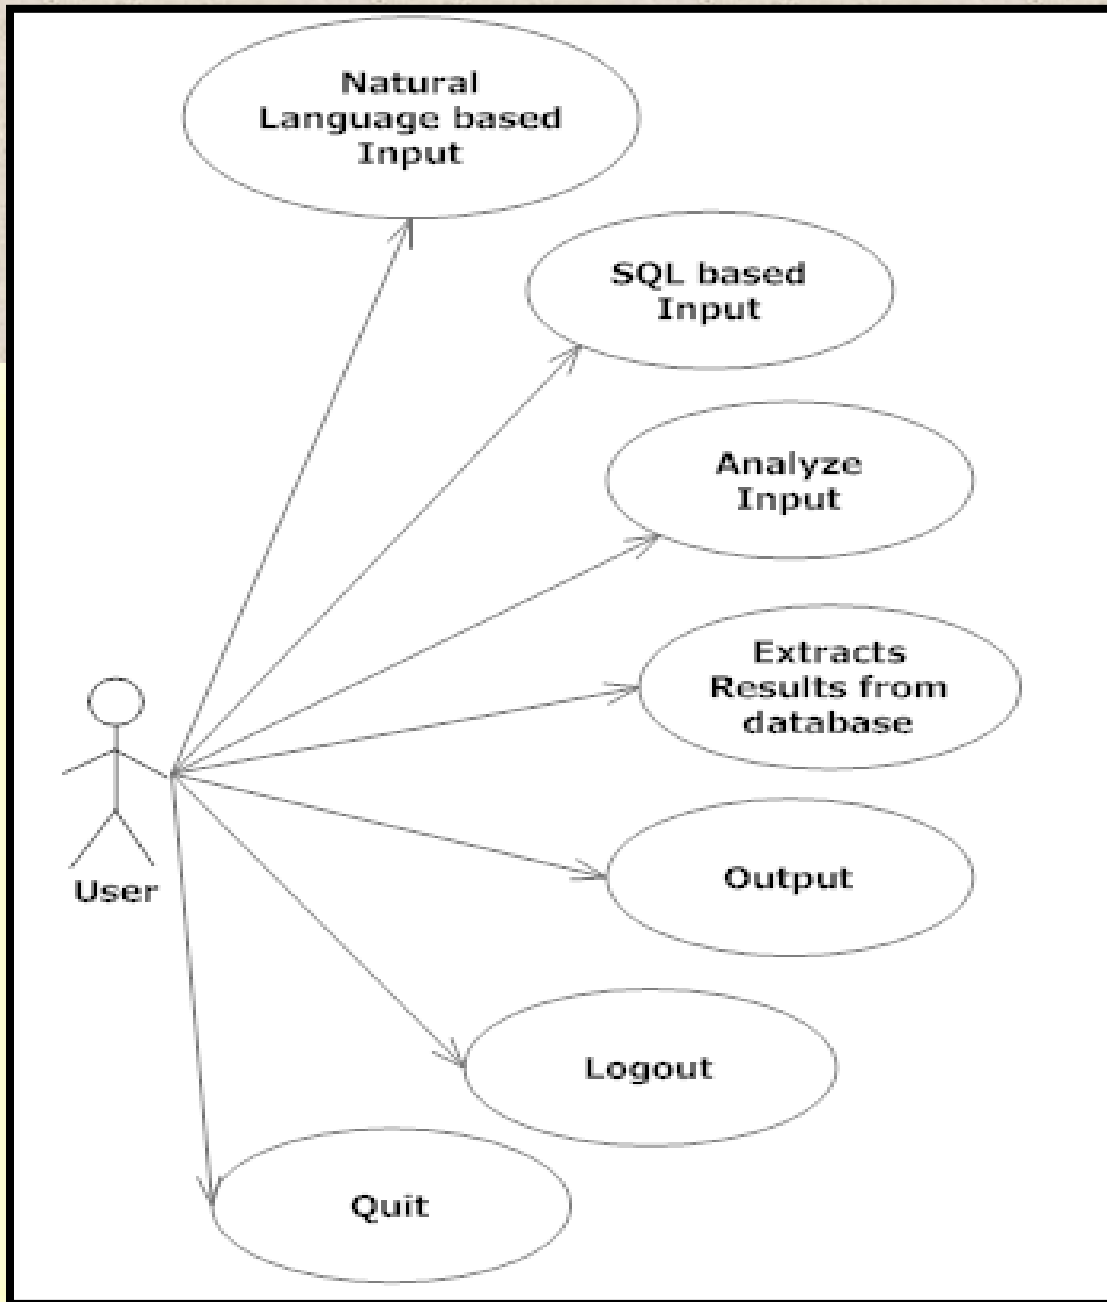 Natural
Language based
Input
SQL based
Input
Analyze
Input
Extracts
Results from
database
User
Output
Logout
Quit